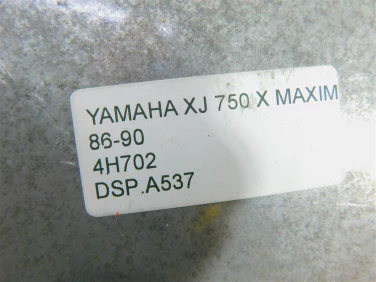 YAMAHA XJ 750 X MAXIM
86-90
4H702
DSP.A537